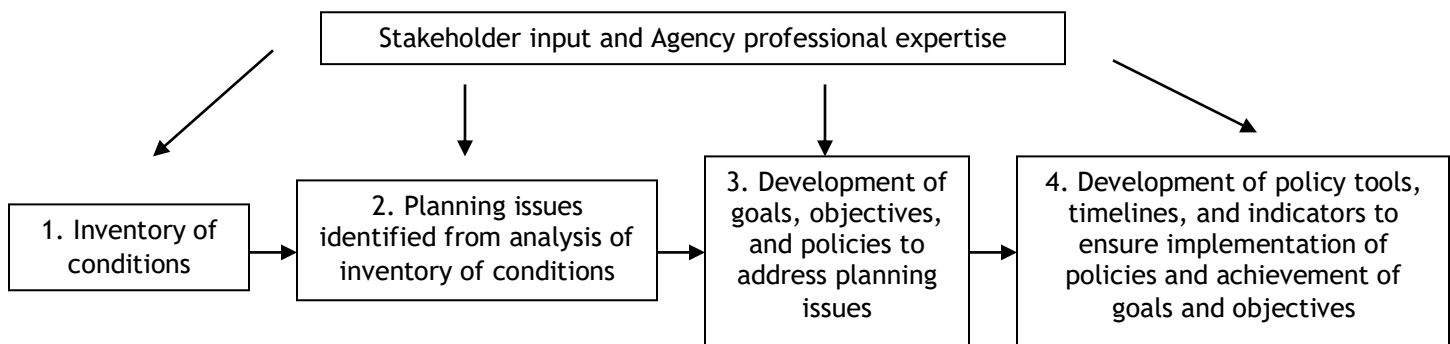 Stakeholder input and Agency professional expertise
1. Inventory of
conditions
2. Planning issues
identified from analysis of
inventory of conditions
3. Development of
goals, objectives,
and policies to
address planning
issues
4. Development of policy tools,
timelines, and indicators to
ensure implementation of
policies and achievement of
goals and objectives